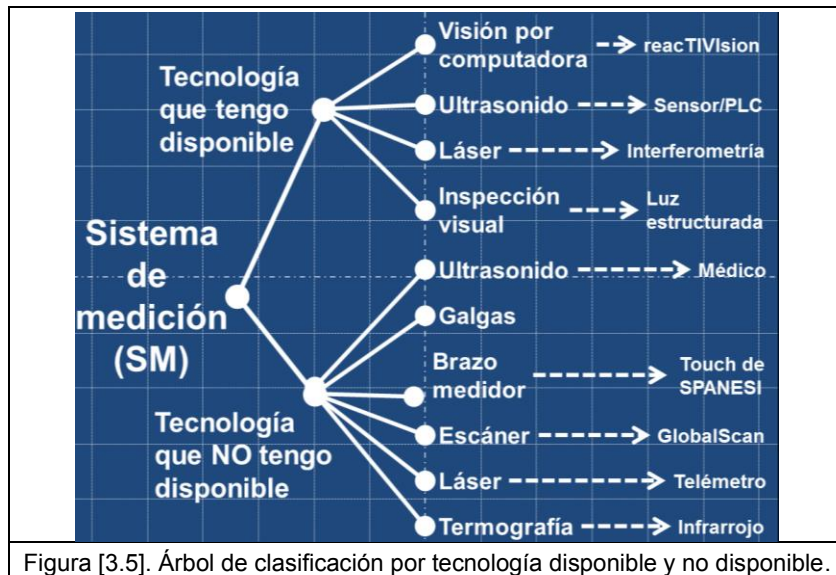 Sistema
de
medición
(SM)
Tecnología
que tengo
disponible
Visión por
computadora
reacTIVIsion
Ultrasonido
Sensor/PLC
Láser
Interferometría
Inspección
visual
Luz
estructurada
Tecnología
que NO tengo
disponible
Ultrasonido
Médico
Galgas
Brazo
medidor
Touch de
SPANESI
Escáner
GlobalScan
Láser
Telémetro
Termografía
Infrarrojo
Figura [3.5]. Árbol de clasificación por tecnología disponible y no disponible.